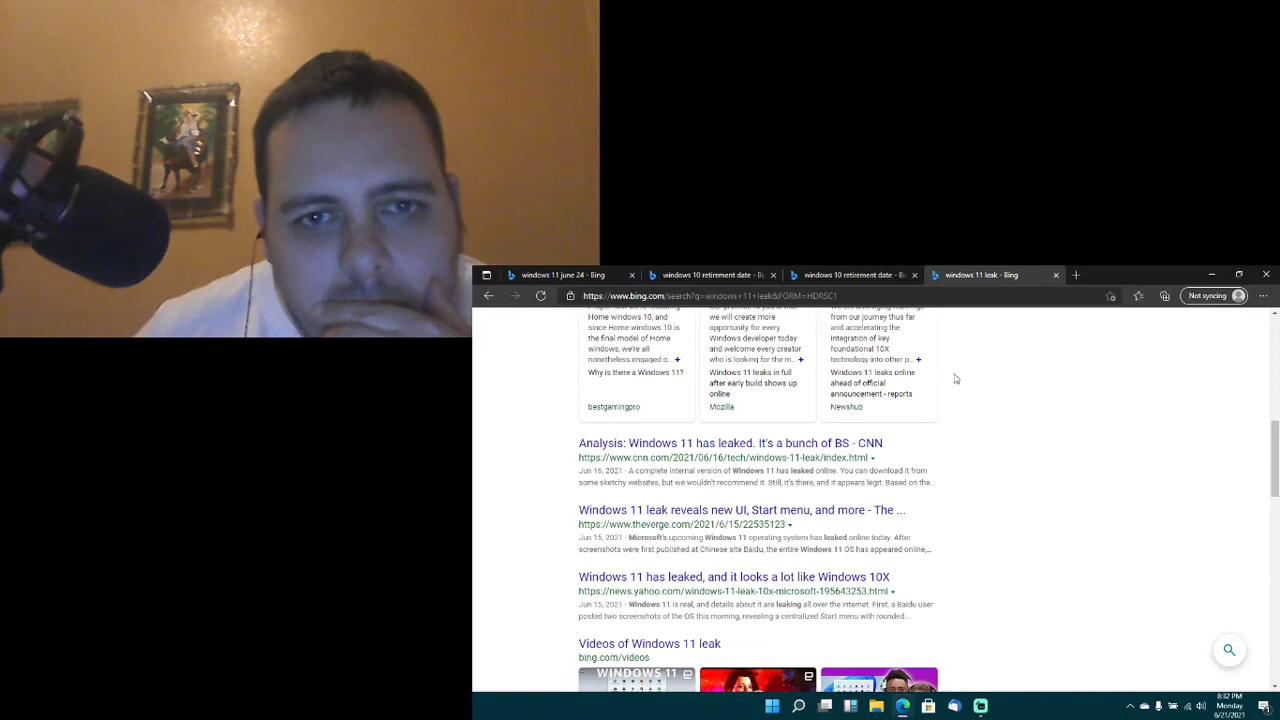 windows 11 june 24 - Bing
windows 10 retirement date - Bi
windows 10 retirement date - Bi
windows 11 leak - Bing
https://www.bing.com/search?q=windows+11+leak&FORM=HDRSC1
Not syncing
Home windows 10, and
since Home windows 10 is
the final model of Home
windows, we're all
nonetheless engaged o...
Why is there a Windows 11?
bestgamingpro
we will create more
opportunity for every
Windows developer today
and welcome every creator
who is looking for the m...
Windows 11 leaks in full
after early build shows up
online
Mozilla
from our journey thus far
and accelerating the
integration of key
foundational 10X
technology into other p...
Windows 11 leaks online
ahead of official
announcement - reports
Newshub
Analysis: Windows 11 has leaked. It's a bunch of BS - CNN
https://www.cnn.com/2021/06/16/tech/windows-11-leak/index.html
Jun 16, 2021 · A complete internal version of Windows 11 has leaked online. You can download it from
some sketchy websites, but we wouldn't recommend it. Still, it's there, and it appears legit. Based on the...
Windows 11 leak reveals new UI, Start menu, and more - The ...
https://www.theverge.com/2021/6/15/22535123
Jun 15, 2021 · Microsoft's upcoming Windows 11 operating system has leaked online today. After
screenshots were first published at Chinese site Baidu, the entire Windows 11 OS has appeared online,...
Windows 11 has leaked, and it looks a lot like Windows 10X
https://news.yahoo.com/windows-11-leak-10x-microsoft-195643253.html
Jun 15, 2021 · Windows 11 is real, and details about it are leaking all over the internet. First, a Baidu user
posted two screenshots of the OS this morning, revealing a centralized Start menu with rounded...
Videos of Windows 11 leak
bing.com/videos
WINDOWS 11
8:32 PM
Monday
6/21/2021